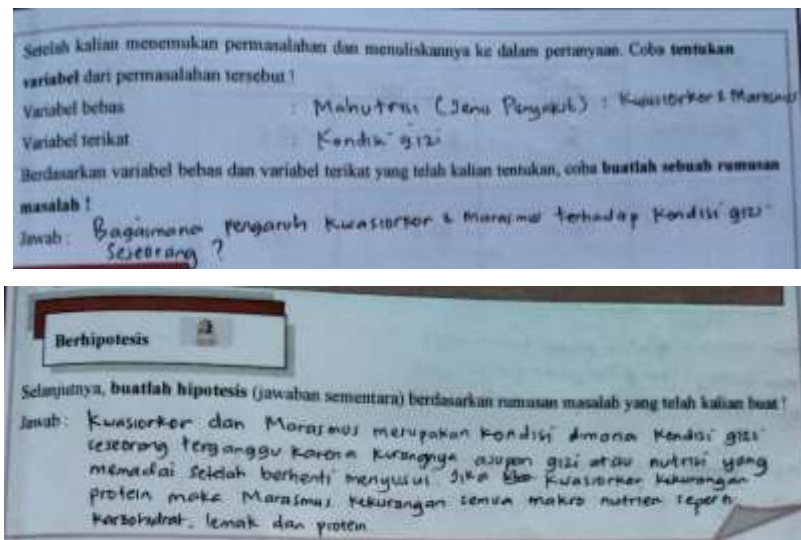 Setelah kalian menemukan permasalahan dan menuliskannya ke dalam pertanyaan. Coba tentukan
variabel dari permasalahan tersebut !
Variabel bebas : Malnutrisi (Jenis Penyakit) : Kwasiorkor & Marasmus
Variabel terikat : Kondisi gizi
Berdasarkan variabel bebas dan variabel terikat yang telah kalian tentukan, coba buatlah sebuah rumusan
masalah !
Jawab : Bagaimana pengaruh Kwasiorkor & Marasmus terhadap kondisi gizi
seseorang ?
Berhipotesis
Selanjutnya, buatlah hipotesis (jawaban sementara) berdasarkan rumusan masalah yang telah kalian buat !
Jawab : Kwasiorkor dan Marasmus merupakan kondisi dimana kondisi gizi
seseorang terganggu karena kurangnya asupan gizi atau nutrisi yang
memadai setelah berhenti menyusui. Jika Kwasiorkor kekurangan
protein maka Marasmus kekurangan semua makro nutrien seperti
karbohidrat, lemak dan protein